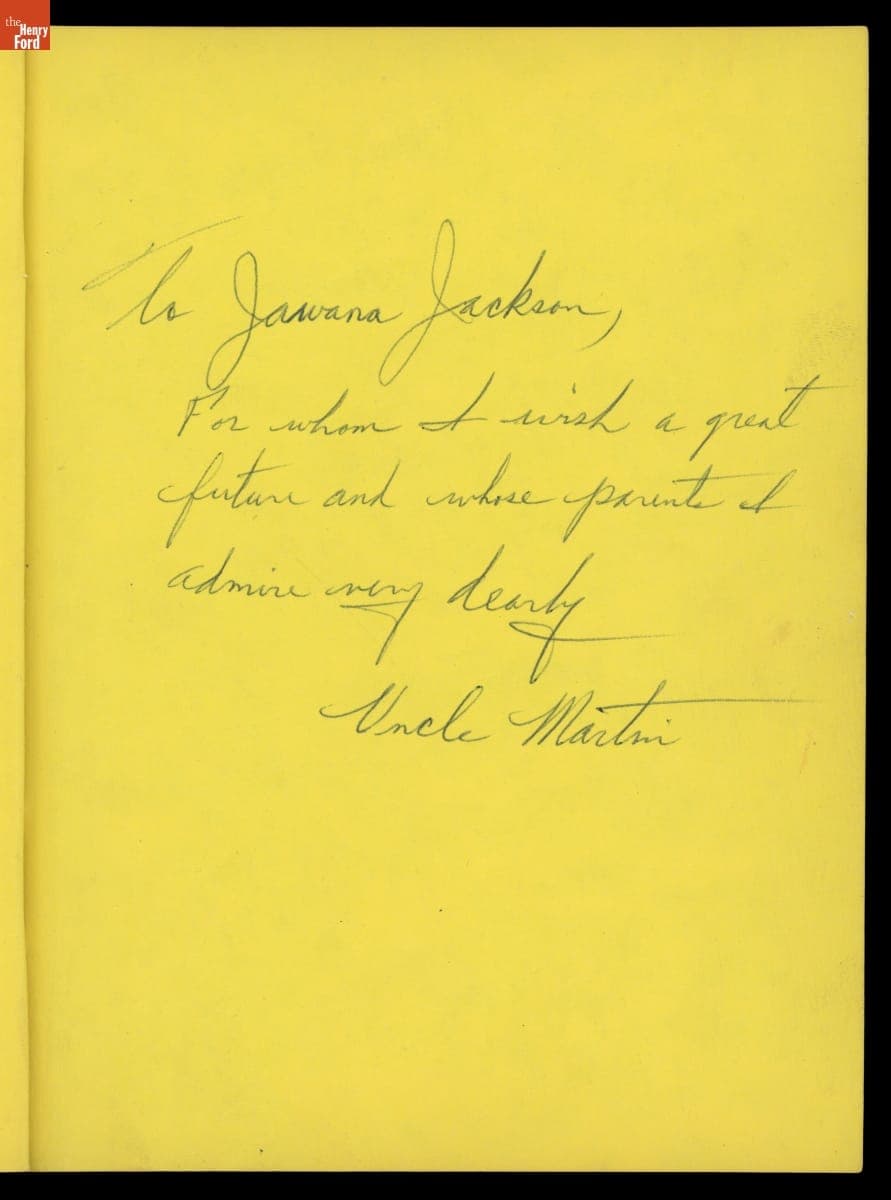 the
Henry
Ford
To Jawana Jackson,
For whom I wish a great
future and whose parents I
admire very dearly
Uncle Martin